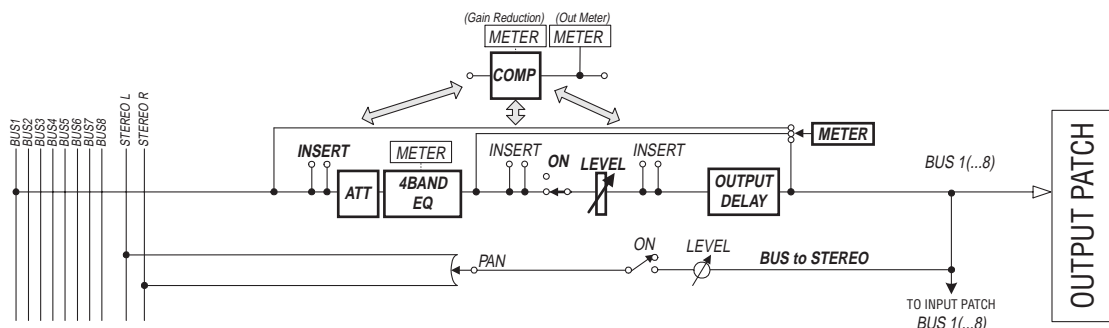 (Gain Reduction) (Out Meter)
METER METER
COMP
BUS1
BUS2
BUS3
BUS4
BUS5
BUS6
BUS7
BUS8
STEREO L
STEREO R
METER
INSERT METER INSERT ON LEVEL INSERT
BUS 1(...8)
ATT 4BAND EQ OUTPUT DELAY
OUTPUT PATCH
PAN ON LEVEL BUS to STEREO
TO INPUT PATCH
BUS 1(...8)